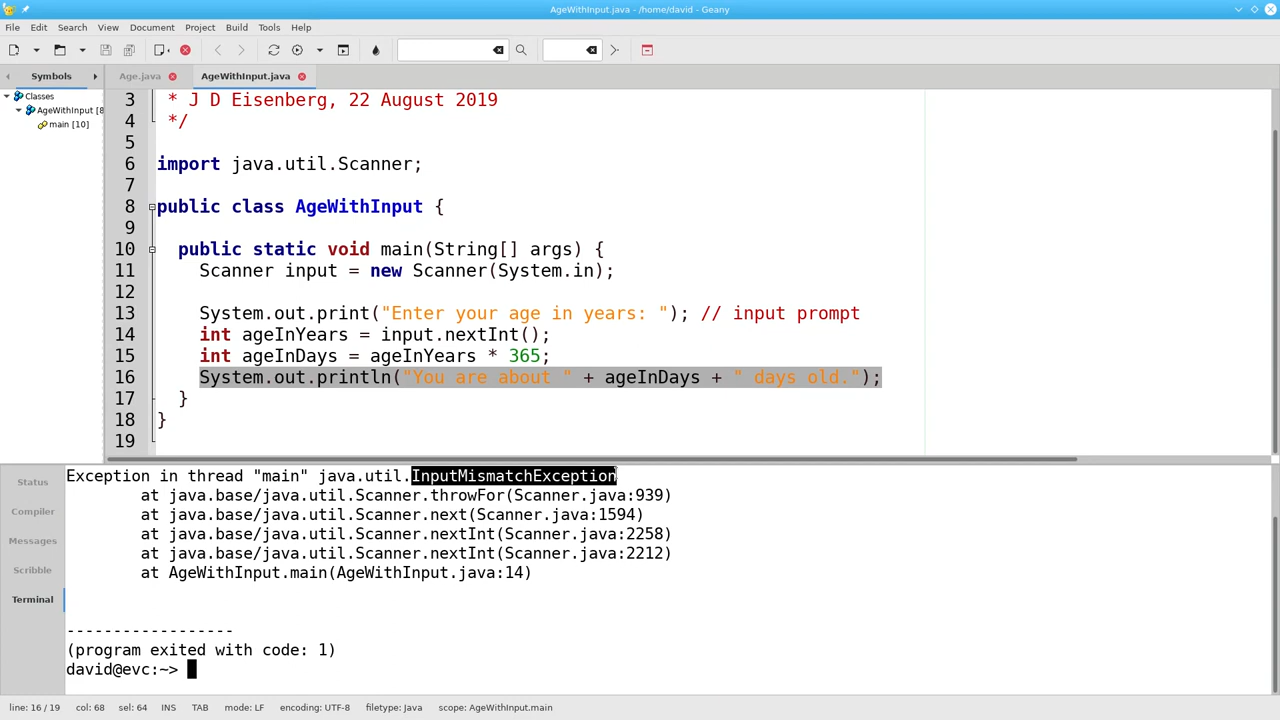 AgeWithInput.java - /home/david - Geany
File Edit Search View Document Project Build Tools Help
Symbols Age.java AgeWithInput.java
Classes
AgeWithInput [8
main [10]
3 * J D Eisenberg, 22 August 2019
4 */
5
6 import java.util.Scanner;
7
8 public class AgeWithInput {
9
10 public static void main(String[] args) {
11 Scanner input = new Scanner(System.in);
12
13 System.out.print("Enter your age in years: "); // input prompt
14 int ageInYears = input.nextInt();
15 int ageInDays = ageInYears * 365;
16 System.out.println("You are about " + ageInDays + " days old.");
17 }
18 }
19
Status
Compiler
Messages
Scribble
Terminal
Exception in thread "main" java.util.InputMismatchException
at java.base/java.util.Scanner.throwFor(Scanner.java:939)
at java.base/java.util.Scanner.next(Scanner.java:1594)
at java.base/java.util.Scanner.nextInt(Scanner.java:2258)
at java.base/java.util.Scanner.nextInt(Scanner.java:2212)
at AgeWithInput.main(AgeWithInput.java:14)
------------------
(program exited with code: 1)
david@evc:~>
line: 16 / 19 col: 68 sel: 64 INS TAB mode: LF encoding: UTF-8 filetype: Java scope: AgeWithInput.main